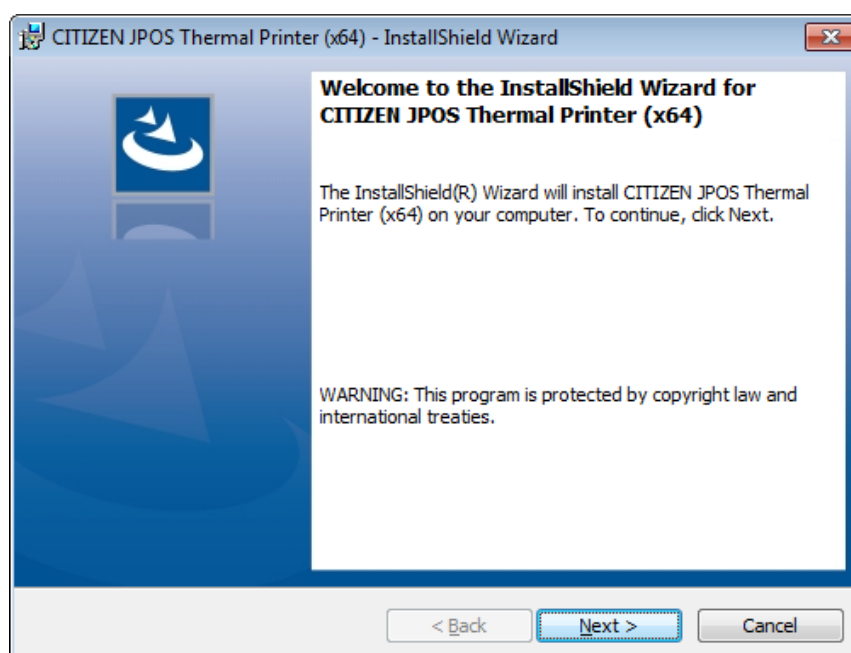 CITIZEN JPOS Thermal Printer (x64) - InstallShield Wizard
Welcome to the InstallShield Wizard for
CITIZEN JPOS Thermal Printer (x64)
The InstallShield(R) Wizard will install CITIZEN JPOS Thermal
Printer (x64) on your computer. To continue, click Next.
WARNING: This program is protected by copyright law and
international treaties.
< Back
Next >
Cancel